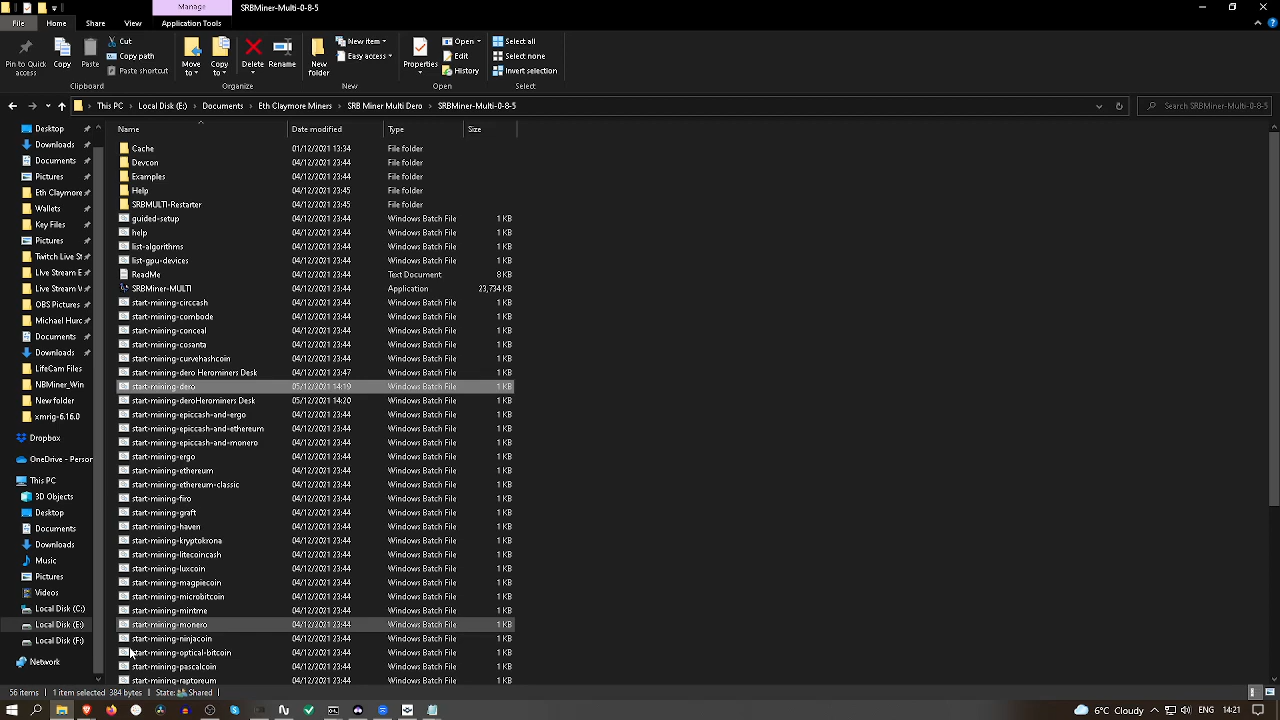 Manage
SRBMiner-Multi-0-8-5
File
Home
Share
View
Application Tools
Pin to Quick access
Copy
Paste
Cut
Copy path
Paste shortcut
Clipboard
Move to
Copy to
Delete
Rename
Organize
New folder
New item
Easy access
New
Properties
Open
Edit
History
Open
Select all
Select none
Invert selection
Select
This PC
Local Disk (E:)
Documents
Eth Claymore Miners
SRB Miner Multi Dero
SRBMiner-Multi-0-8-5
Search SRBMiner-Multi-0-8-5
Desktop
Downloads
Documents
Pictures
Eth Claymore
Wallets
Key Files
Pictures
Twitch Live St
Live Stream E
Live Stream W
OBS Pictures
Michael Hurc
Documents
Downloads
LifeCam Files
NBMiner_Win
New folder
xmrig-6.16.0
Dropbox
OneDrive - Person
This PC
3D Objects
Desktop
Documents
Downloads
Music
Pictures
Videos
Local Disk (C:)
Local Disk (E:)
Local Disk (F:)
Network
Name Date modified Type Size
Cache 01/12/2021 13:34 File folder
Devcon 04/12/2021 23:44 File folder
Examples 04/12/2021 23:44 File folder
Help 04/12/2021 23:45 File folder
SRBMULTI-Restarter 04/12/2021 23:45 File folder
guided-setup 04/12/2021 23:44 Windows Batch File 1 KB
help 04/12/2021 23:44 Windows Batch File 1 KB
list-algorithms 04/12/2021 23:44 Windows Batch File 1 KB
list-gpu-devices 04/12/2021 23:44 Windows Batch File 1 KB
ReadMe 04/12/2021 23:44 Text Document 8 KB
SRBMiner-MULTI 04/12/2021 23:44 Application 23,734 KB
start-mining-circcash 04/12/2021 23:44 Windows Batch File 1 KB
start-mining-combode 04/12/2021 23:44 Windows Batch File 1 KB
start-mining-conceal 04/12/2021 23:44 Windows Batch File 1 KB
start-mining-cosanta 04/12/2021 23:44 Windows Batch File 1 KB
start-mining-curvehashcoin 04/12/2021 23:44 Windows Batch File 1 KB
start-mining-dero Herominers Desk 04/12/2021 23:47 Windows Batch File 1 KB
start-mining-dero 05/12/2021 14:19 Windows Batch File 1 KB
start-mining-deroHerominers Desk 05/12/2021 14:20 Windows Batch File 1 KB
start-mining-epiccash-and-ergo 04/12/2021 23:44 Windows Batch File 1 KB
start-mining-epiccash-and-ethereum 04/12/2021 23:44 Windows Batch File 1 KB
start-mining-epiccash-and-monero 04/12/2021 23:44 Windows Batch File 1 KB
start-mining-ergo 04/12/2021 23:44 Windows Batch File 1 KB
start-mining-ethereum 04/12/2021 23:44 Windows Batch File 1 KB
start-mining-ethereum-classic 04/12/2021 23:44 Windows Batch File 1 KB
start-mining-firo 04/12/2021 23:44 Windows Batch File 1 KB
start-mining-graft 04/12/2021 23:44 Windows Batch File 1 KB
start-mining-haven 04/12/2021 23:44 Windows Batch File 1 KB
start-mining-kryptokrona 04/12/2021 23:44 Windows Batch File 1 KB
start-mining-litecoincash 04/12/2021 23:44 Windows Batch File 1 KB
start-mining-luxcoin 04/12/2021 23:44 Windows Batch File 1 KB
start-mining-magpiecoin 04/12/2021 23:44 Windows Batch File 1 KB
start-mining-microbitcoin 04/12/2021 23:44 Windows Batch File 1 KB
start-mining-mintme 04/12/2021 23:44 Windows Batch File 1 KB
start-mining-monero 04/12/2021 23:44 Windows Batch File 1 KB
start-mining-ninjacoin 04/12/2021 23:44 Windows Batch File 1 KB
start-mining-optical-bitcoin 04/12/2021 23:44 Windows Batch File 1 KB
start-mining-pascalcoin 04/12/2021 23:44 Windows Batch File 1 KB
start-mining-raptoreum 04/12/2021 23:44 Windows Batch File 1 KB
56 items 1 item selected 384 bytes State: Shared
6°C Cloudy ENG 14:21